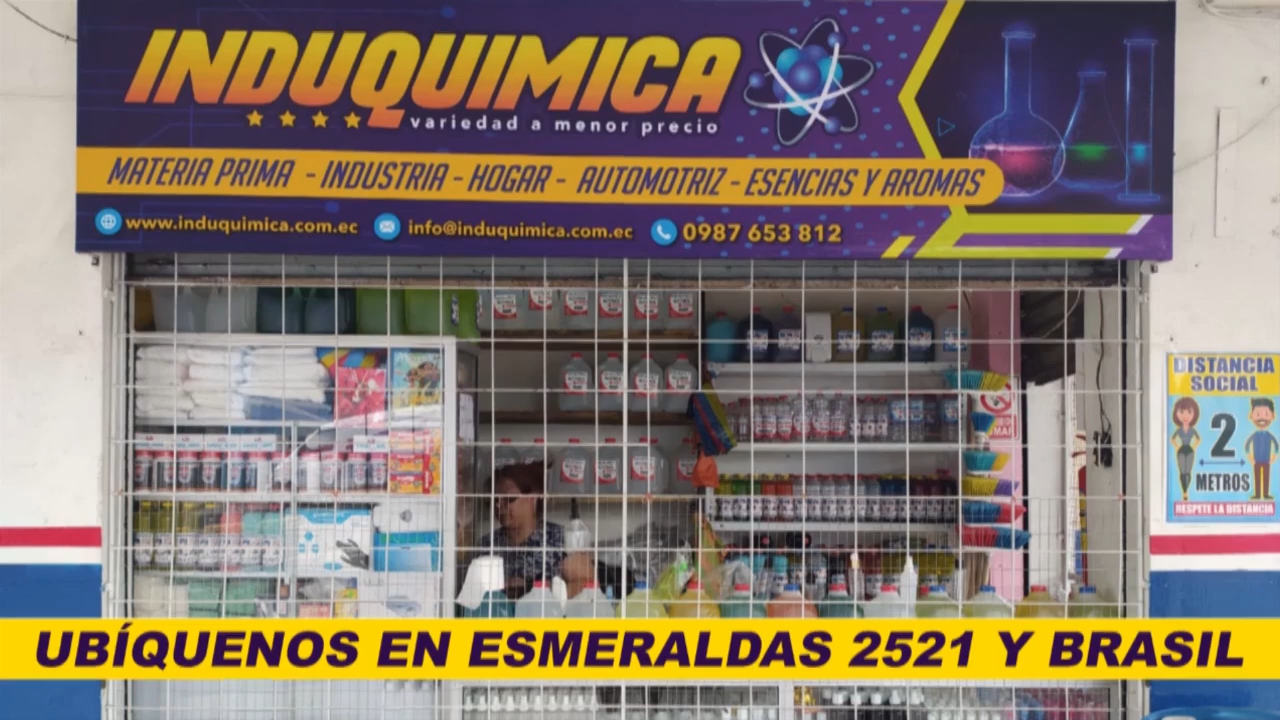 INDUQUIMICA
variedad a menor precio
MATERIA PRIMA - INDUSTRIA - HOGAR - AUTOMOTRIZ - ESENCIAS Y AROMAS
www.induquimica.com.ec info@induquimica.com.ec 0987 653 812
DISTANCIA
SOCIAL
2
METROS
RESPETE LA DISTANCIA
UBÍQUENOS EN ESMERALDAS 2521 Y BRASIL